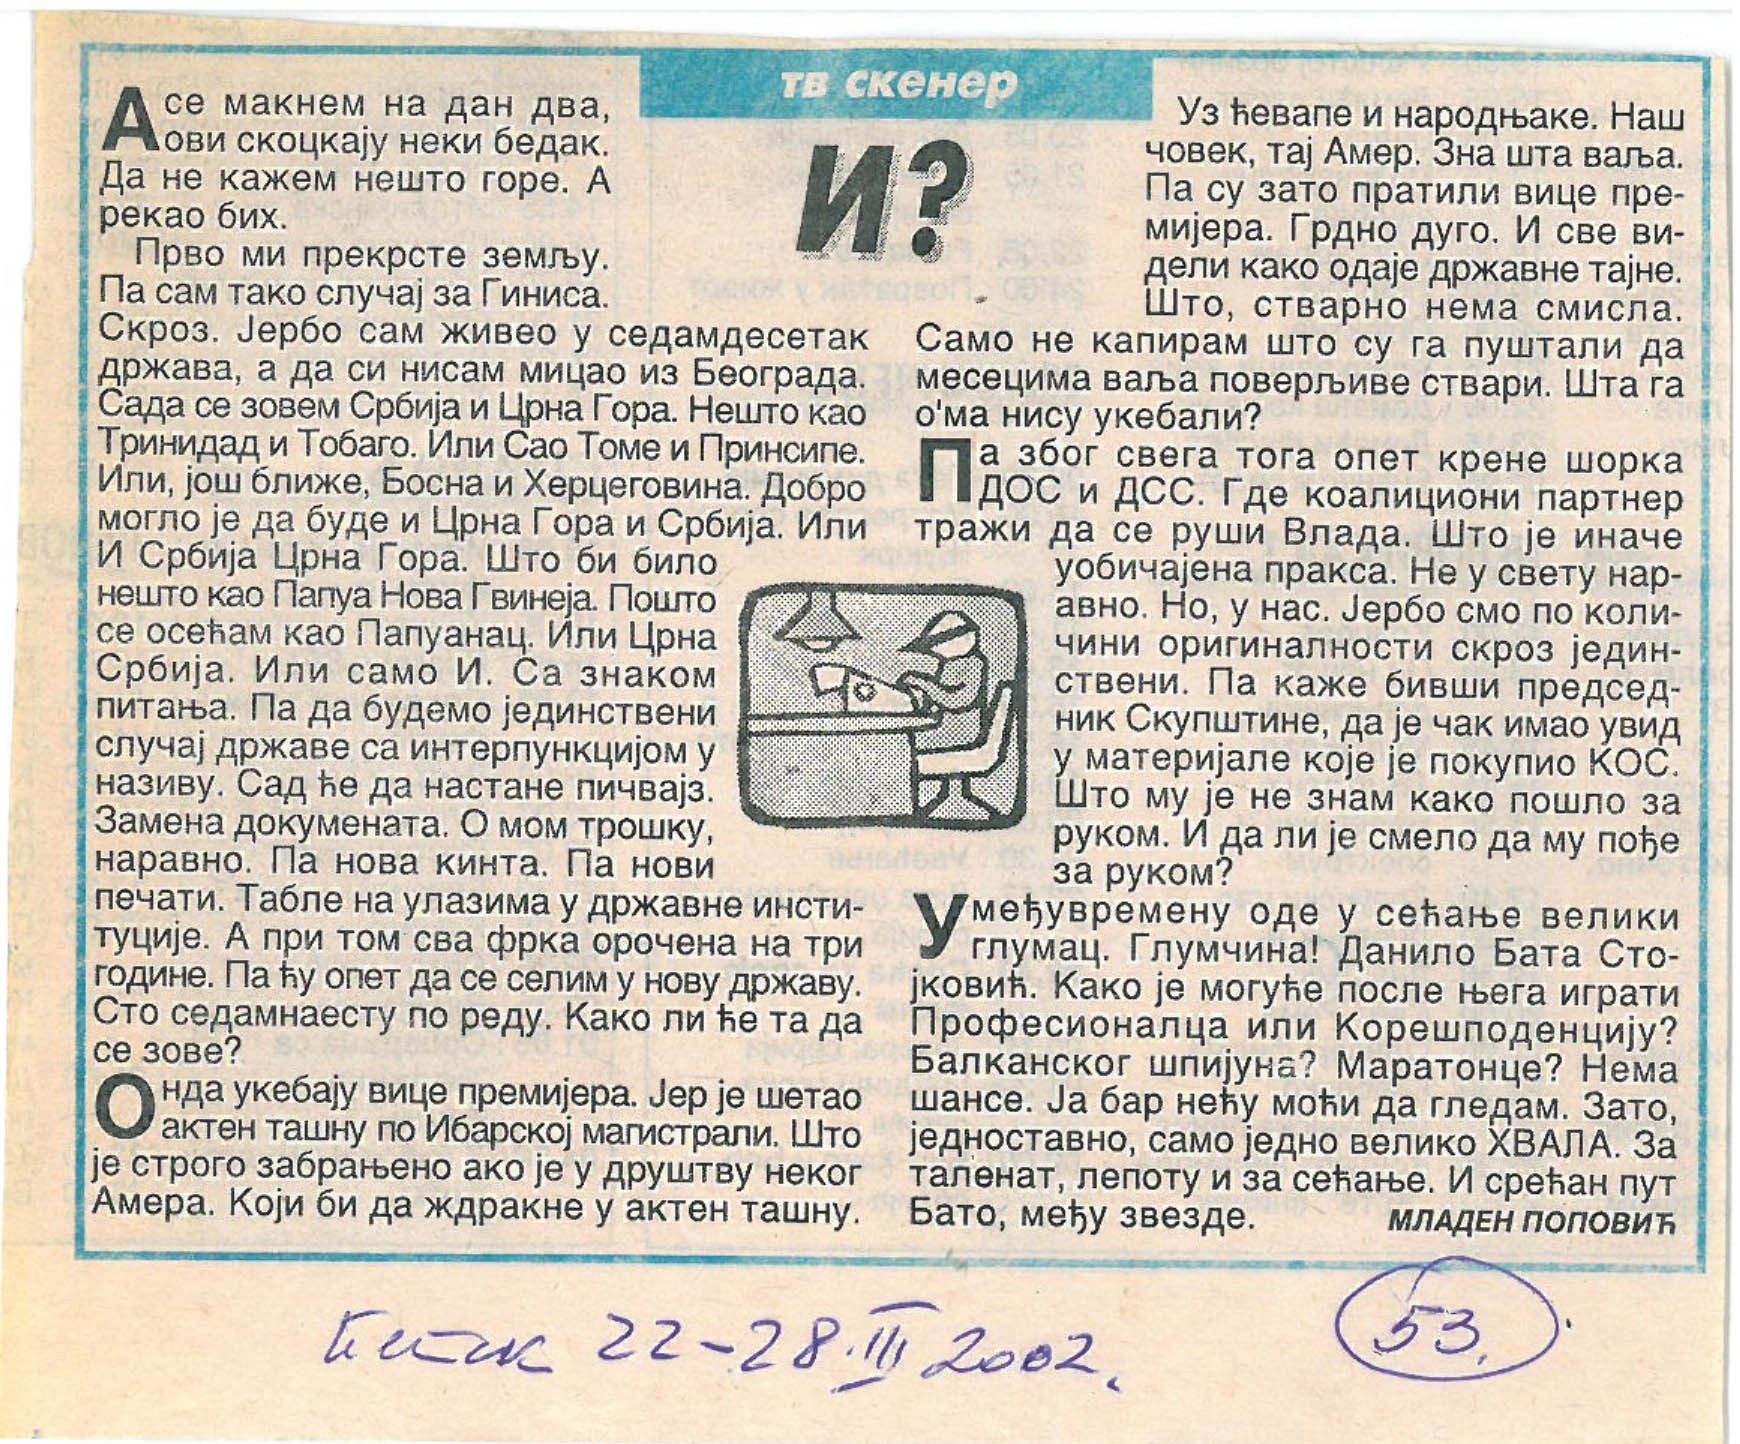 тв скенер
И?
А се макнем на дан два,
ови скоцкају неки бедак.
Да не кажем нешто горе. А
рекао бих.
Прво ми прекрсте земљу.
Па сам тако случај за Гиниса.
Скроз. Јербо сам живео у седамдесетак
држава, а да си нисам мицао из Београда.
Сада се зовем Србија и Црна Гора. Нешто као
Тринидад и Тобаго. Или Сао Томе и Принсипе.
Или, још ближе, Босна и Херцеговина. Добро
могло је да буде и Црна Гора и Србија. Или
И Србија Црна Гора. Што би било
нешто као Папуа Нова Гвинеја. Пошто
се осећам као Папуанац. Или Црна
Србија. Или само И. Са знаком
питања. Па да будемо јединствени
случај државе са интерпункцијом у
називу. Сад ће да настане пичвајз.
Замена докумената. О мом трошку,
наравно. Па нова кинта. Па нови
печати. Табле на улазима у државне инсти-
туције. А при том сва фрка орочена на три
године. Па ћу опет да се селим у нову државу.
Сто седамнаесту по реду. Како ли ће та да
се зове?
Онда укебају вице премијера. Јер је шетао
актен ташну по Ибарској магистрали. Што
је строго забрањено ако је у друштву неког
Амера. Који би да ждракне у актен ташну.
Уз ћевапе и народњаке. Наш
човек, тај Амер. Зна шта ваља.
Па су зато пратили вице пре-
мијера. Грдно дуго. И све ви-
дели како одаје државне тајне.
Што, стварно нема смисла.
Само не капирам што су га пуштали да
месецима ваља поверљиве ствари. Шта га
о'ма нису укебали?
Па због свега тога опет крене шорка
ДОС и ДСС. Где коалициони партнер
тражи да се руши Влада. Што је иначе
уобичајена пракса. Не у свету нар-
авно. Но, у нас. Јербо смо по коли-
чини оригиналности скроз једин-
ствени. Па каже бивши председ-
ник Скупштине, да је чак имао увид
у материјале које је покупио КОС.
Што му је не знам како пошло за
руком. И да ли је смело да му пође
за руком?
У међувремену оде у сећање велики
глумац. Глумчина! Данило Бата Сто-
јковић. Како је могуће после њега играти
Професионалца или Корешподенцију?
Балканског шпијуна? Маратонце? Нема
шансе. Ја бар нећу моћи да гледам. Зато,
једноставно, само једно велико ХВАЛА. За
таленат, лепоту и за сећање. И срећан пут
Бато, међу звезде. МЛАДЕН ПОПОВИЋ
Петак 22-28.III 2002.
53.